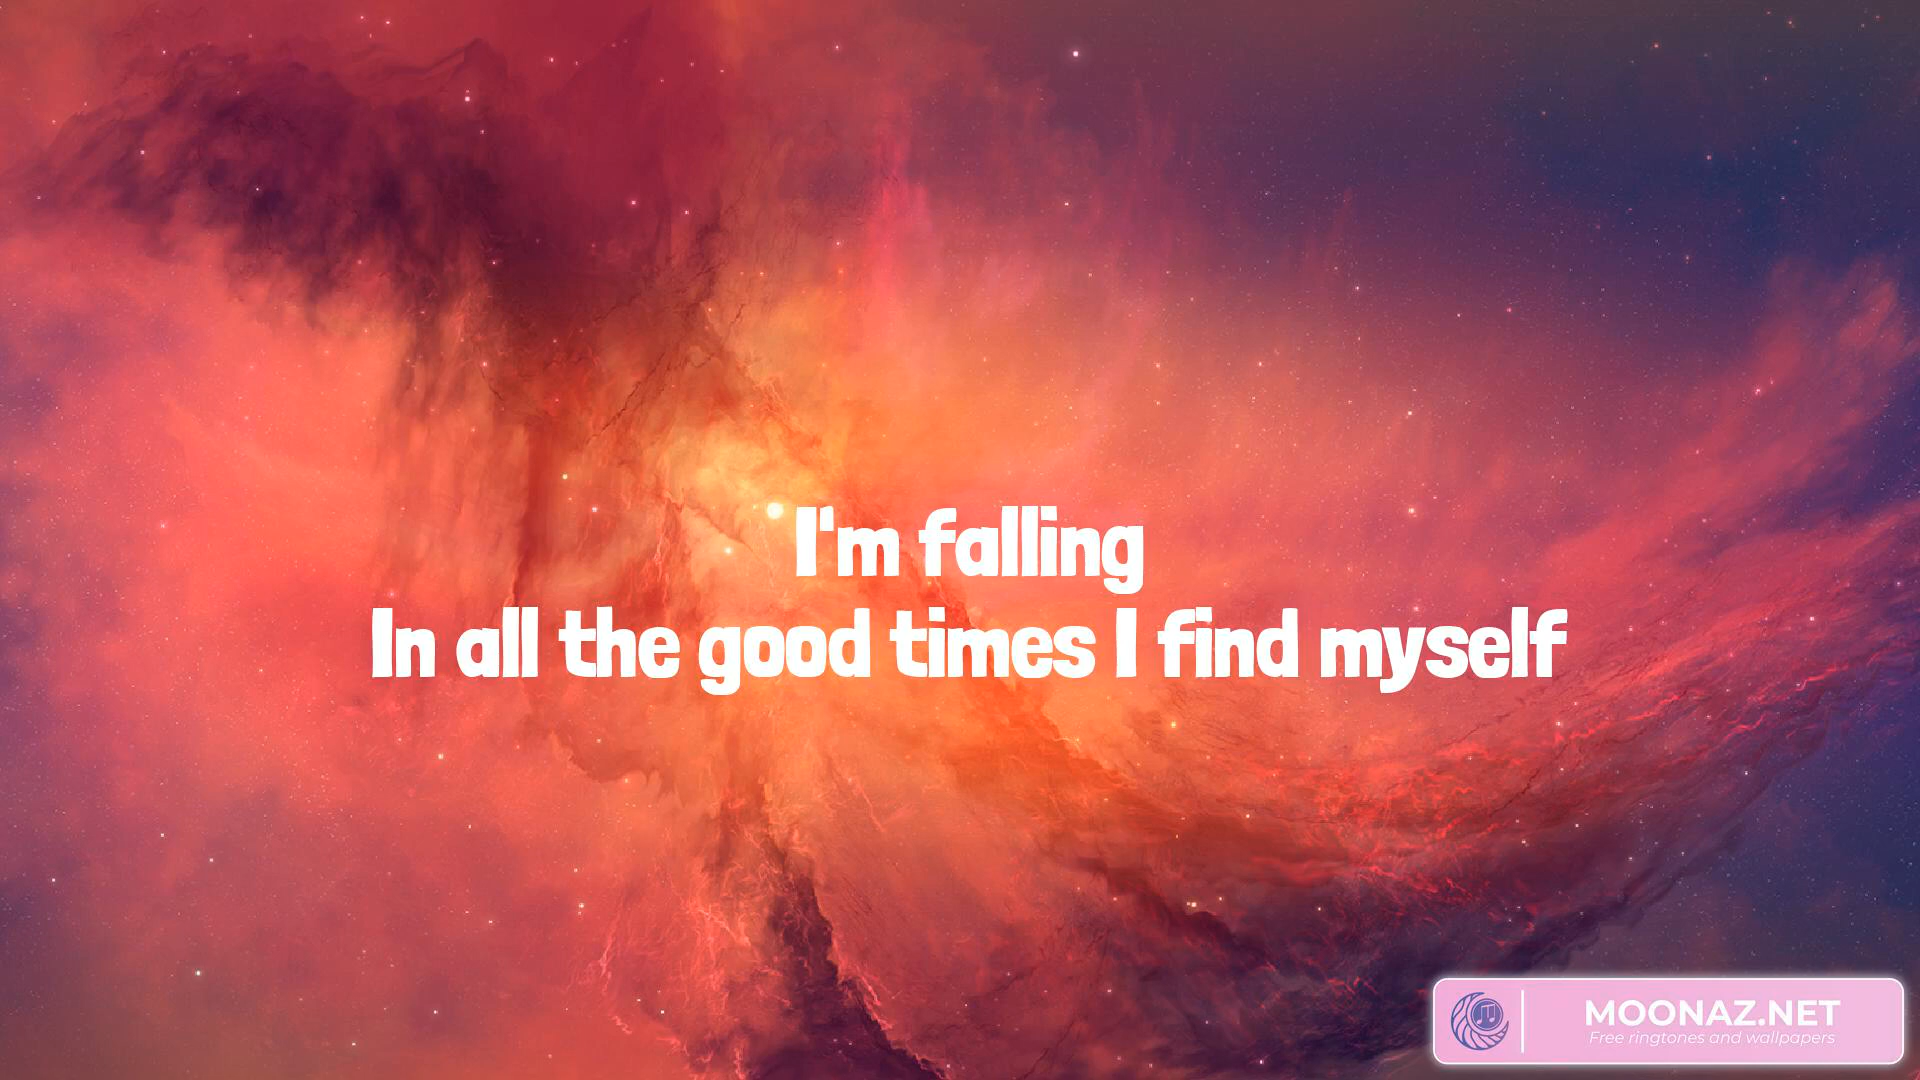 I'm falling
In all the good times I find myself
MOONAZ.NET
Free ringtones and wallpapers